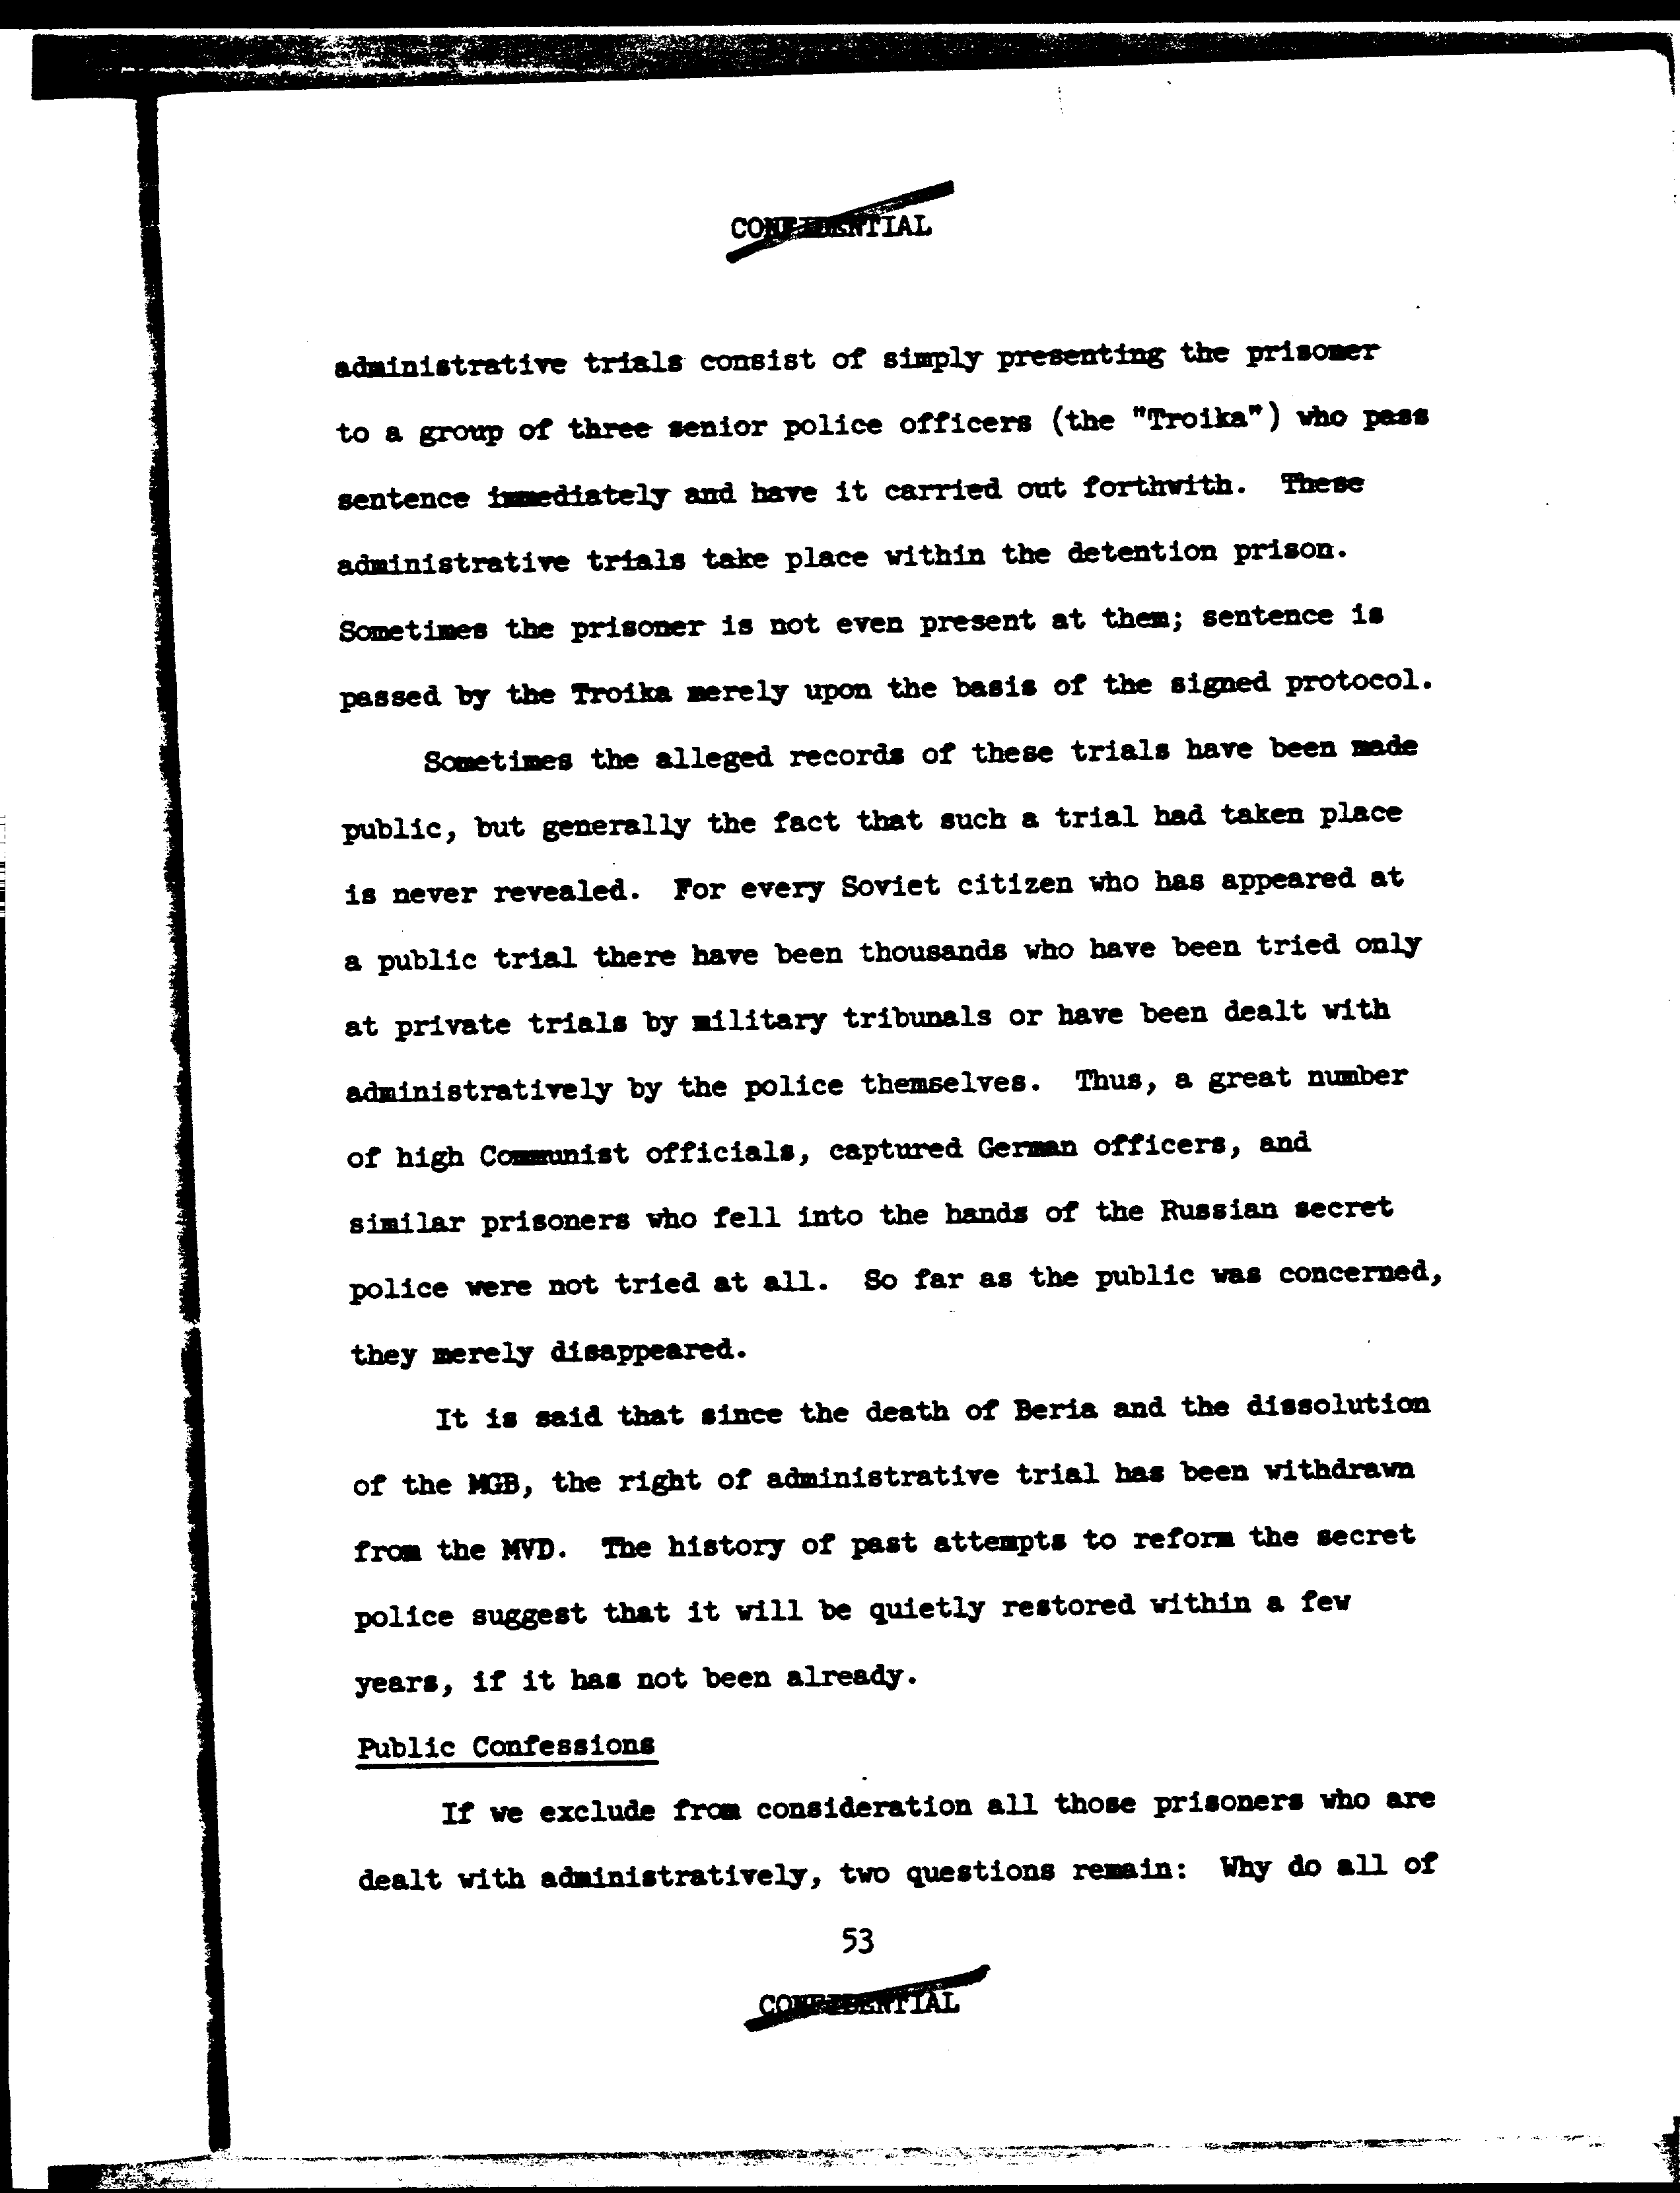 CONFIDENTIAL
administrative trials consist of simply presenting the prisoner
to a group of three senior police officers (the "Troika") who pass
sentence immediately and have it carried out forthwith. These
administrative trials take place within the detention prison.
Sometimes the prisoner is not even present at them; sentence is
passed by the Troika merely upon the basis of the signed protocol.
Sometimes the alleged records of these trials have been made
public, but generally the fact that such a trial had taken place
is never revealed. For every Soviet citizen who has appeared at
a public trial there have been thousands who have been tried only
at private trials by military tribunals or have been dealt with
administratively by the police themselves. Thus, a great number
of high Communist officials, captured German officers, and
similar prisoners who fell into the hands of the Russian secret
police were not tried at all. So far as the public was concerned,
they merely disappeared.
It is said that since the death of Beria and the dissolution
of the MGB, the right of administrative trial has been withdrawn
from the MVD. The history of past attempts to reform the secret
police suggest that it will be quietly restored within a few
years, if it has not been already.
Public Confessions
If we exclude from consideration all those prisoners who are
dealt with administratively, two questions remain: Why do all of
53
CONFIDENTIAL